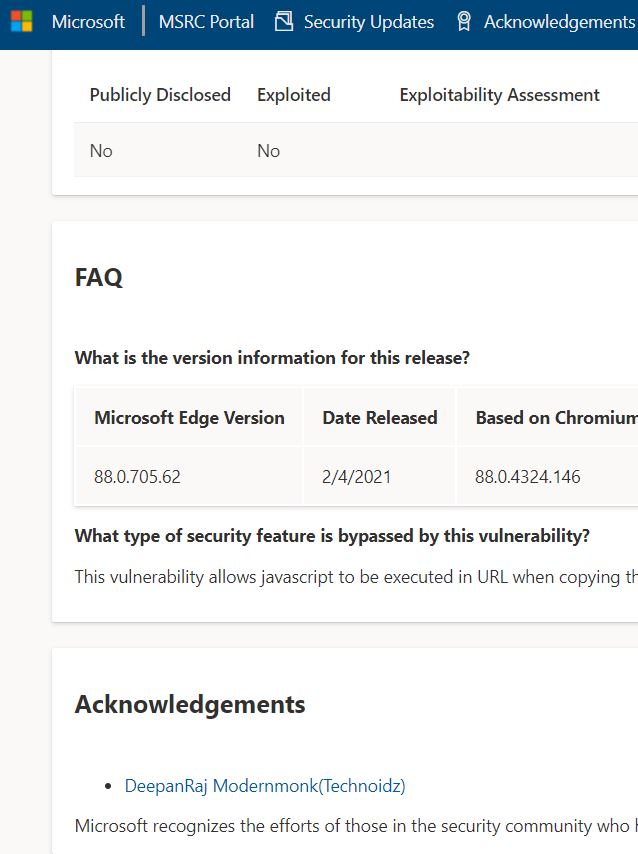 Microsoft MSRC Portal Security Updates Acknowledgements
Publicly Disclosed Exploited Exploitability Assessment
No No
FAQ
What is the version information for this release?
Microsoft Edge Version Date Released Based on Chromium
88.0.705.62 2/4/2021 88.0.4324.146
What type of security feature is bypassed by this vulnerability?
This vulnerability allows javascript to be executed in URL when copying
Acknowledgements
• DeepanRaj Modernmonk(Technoidz)
Microsoft recognizes the efforts of those in the security community who